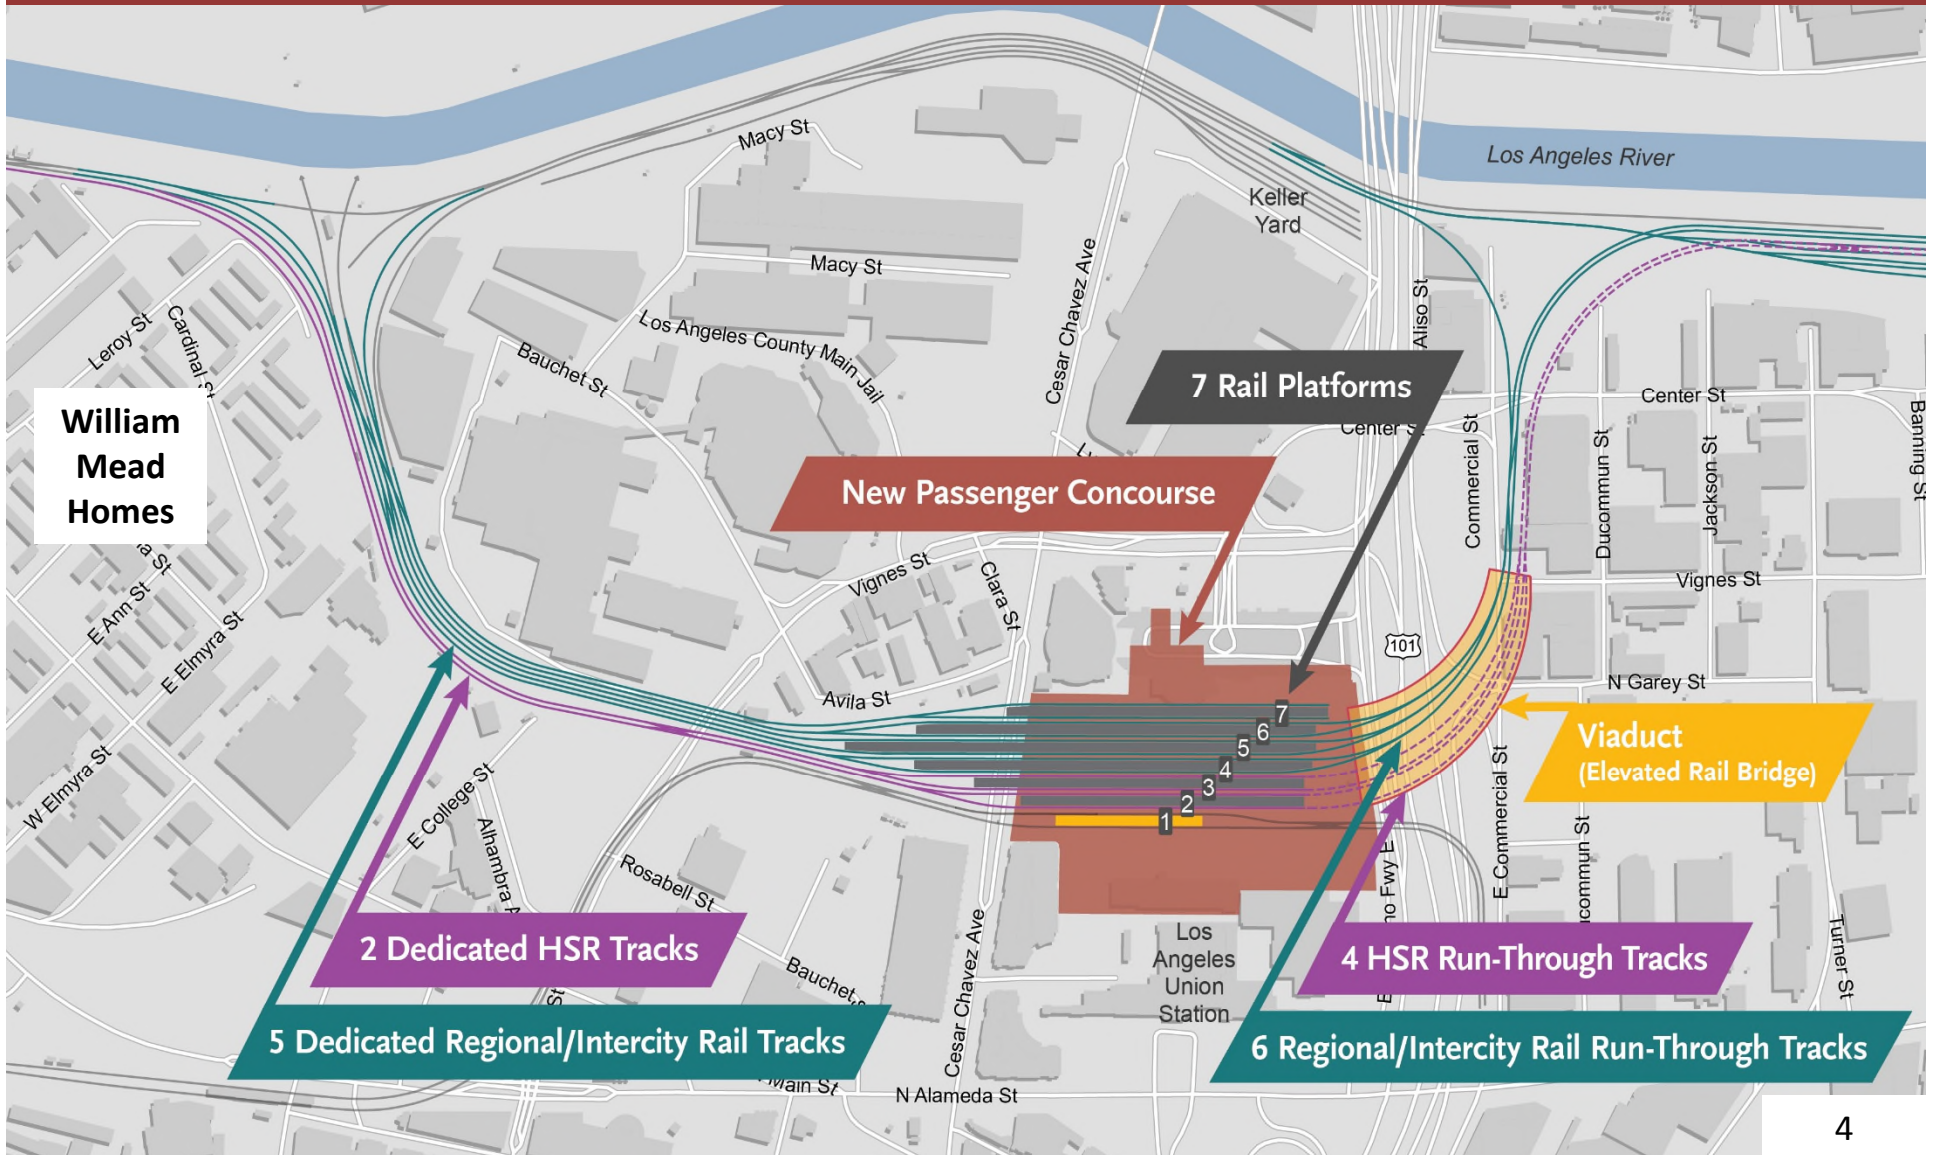 Macy St
Los Angeles River
Keller
Yard
Macy St
Cesar Chavez Ave
Aliso St
Leroy St
Cardinal St
Los Angeles County Main Jail
Bauchet St
7 Rail Platforms
Center St
Center
Banning St
William
Mead
Homes
New Passenger Concourse
Commercial St
Ducommun St
Jackson St
Vignes St
Clara St
Vignes St
E Ann St
E Elmyra St
101
N Garey St
Avila St
7
6
5
4
3
2
1
Viaduct
(Elevated Rail Bridge)
W Elmyra St
E College St
Alhambra
E Commercial St
Rosabell St
Fwy
2 Dedicated HSR Tracks
Los
Angeles
Union
Station
4 HSR Run-Through Tracks
Turner St
Bauchet
St
Cesar Chavez Ave
5 Dedicated Regional/Intercity Rail Tracks
6 Regional/Intercity Rail Run-Through Tracks
Main St
N Alameda St
4